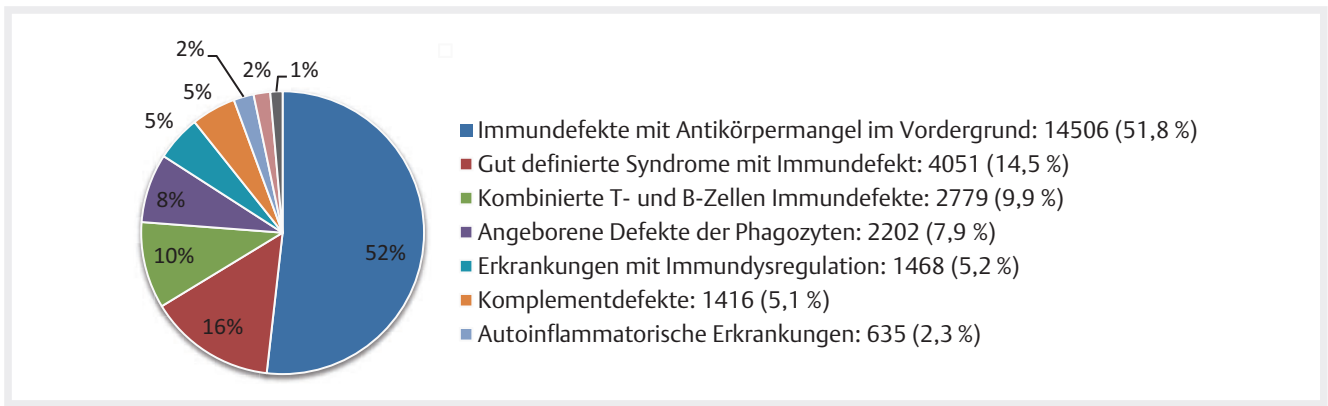 2%
2%
1%
5%
5%
8%
10%
16%
52%
Immundefekte mit Antikörpermangel im Vordergrund: 14506 (51,8 %)
Gut definierte Syndrome mit Immundefekt: 4051 (14,5 %)
Kombinierte T- und B-Zellen Immundefekte: 2779 (9,9 %)
Angeborene Defekte der Phagozyten: 2202 (7,9 %)
Erkrankungen mit Immundysregulation: 1468 (5,2 %)
Komplementdefekte: 1416 (5,1 %)
Autoinflammatorische Erkrankungen: 635 (2,3 %)